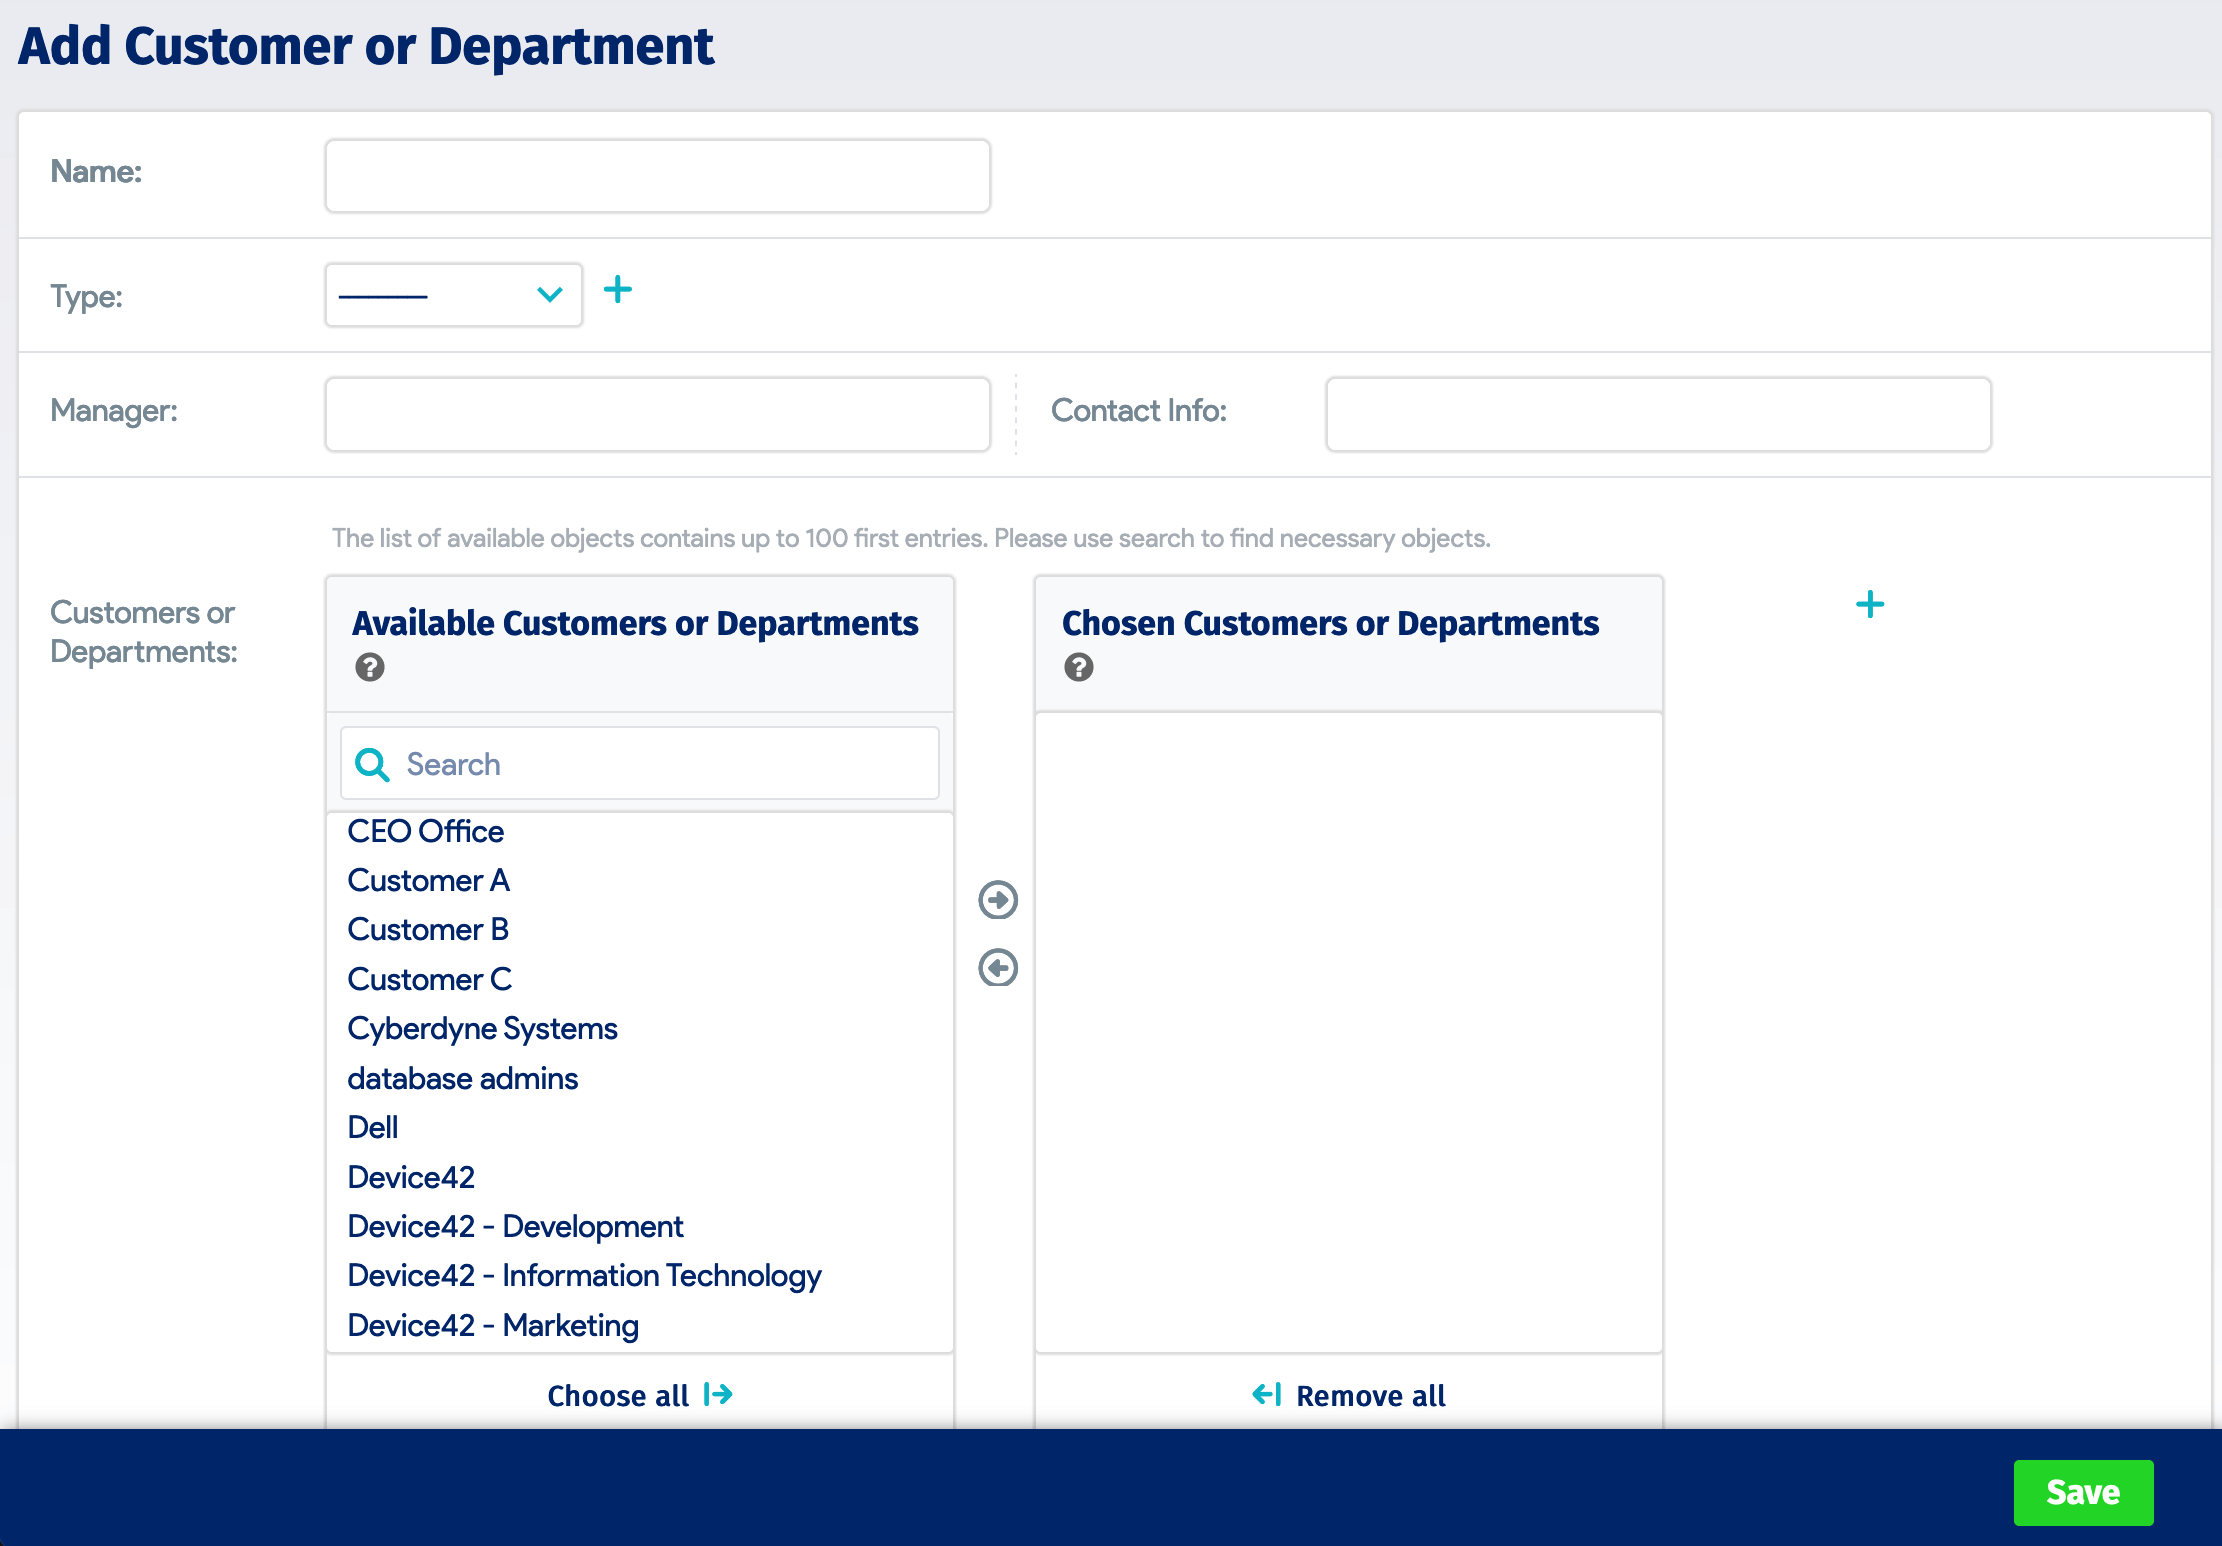 Add Customer or Department
Name:
Type:
Manager:
Contact Info:
The list of available objects contains up to 100 first entries. Please use search to find necessary objects.
Customers or
Departments:
Available Customers or Departments
Search
CEO Office
Customer A
Customer B
Customer C
Cyberdyne Systems
database admins
Dell
Device42
Device42 - Development
Device42 - Information Technology
Device42 - Marketing
Choose all
Chosen Customers or Departments
Remove all
Save